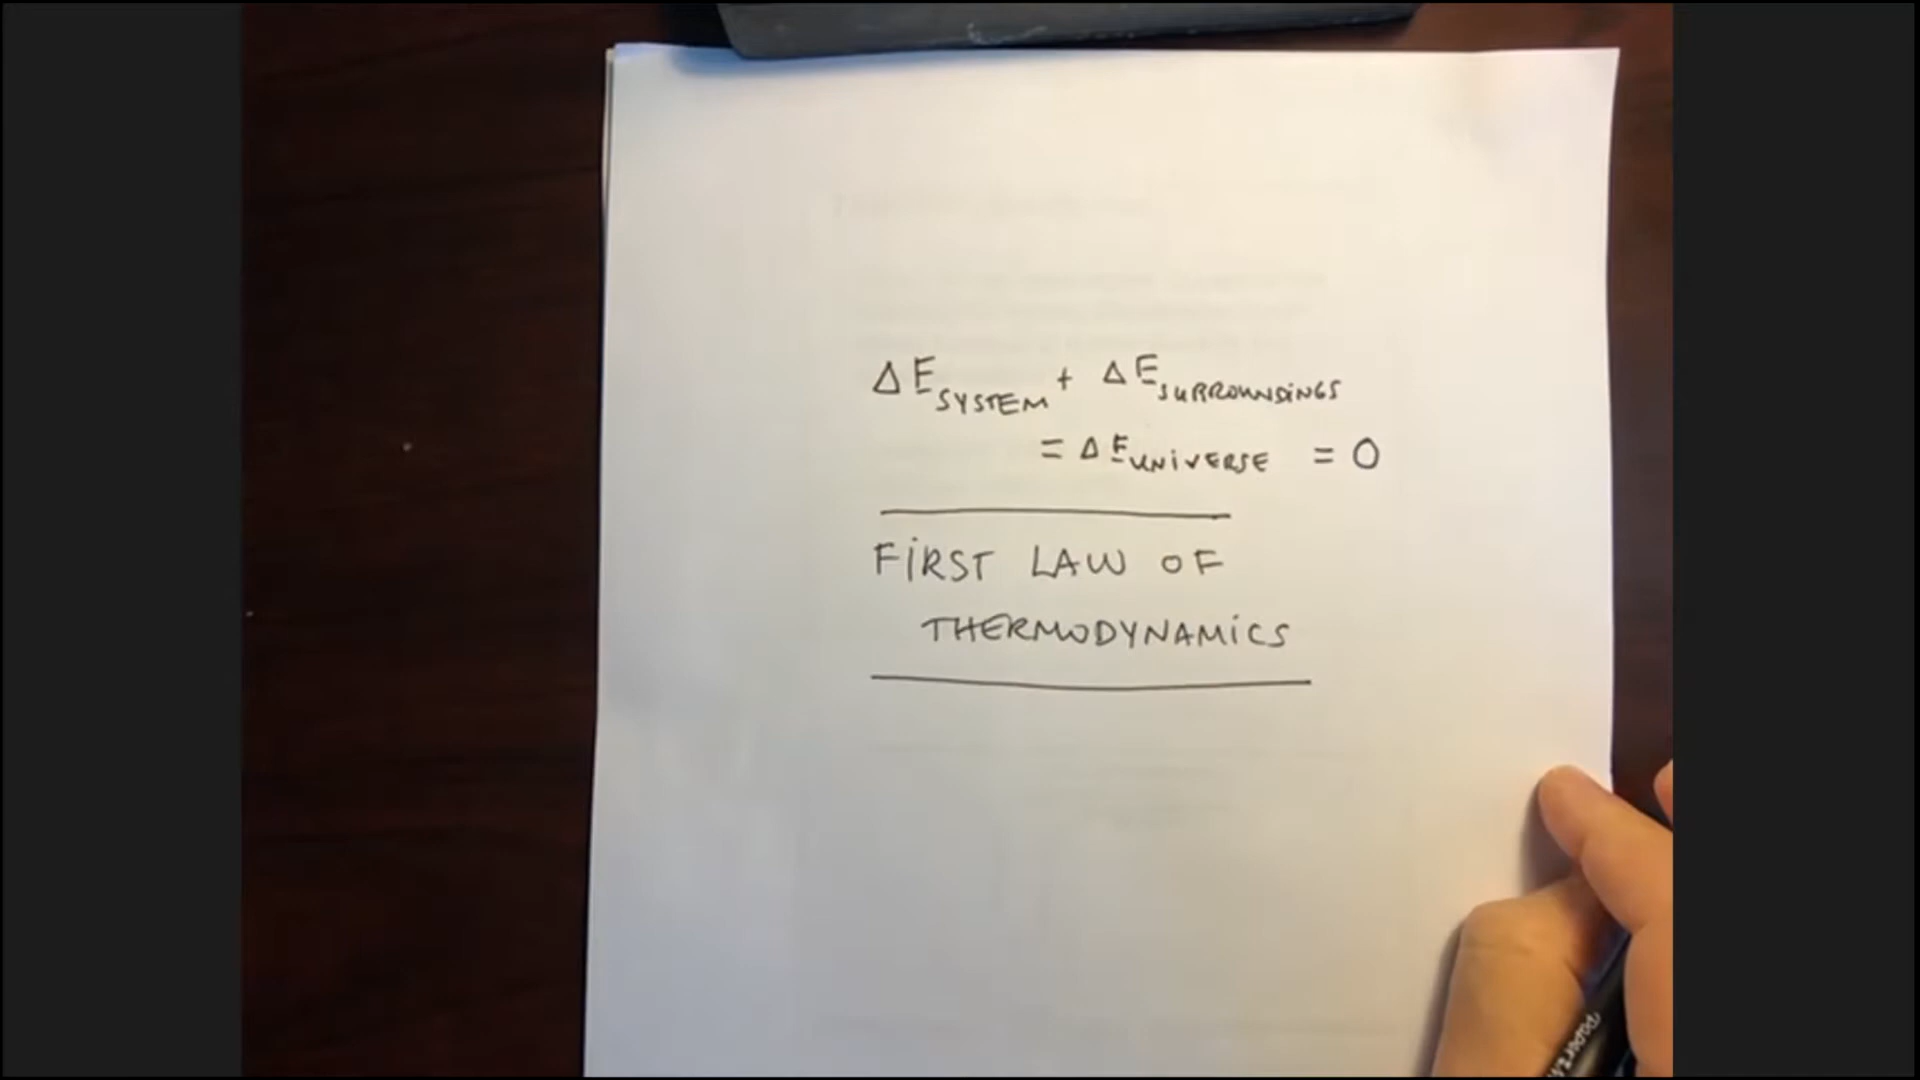 ΔE SYSTEM + ΔE SURROUNDINGS
= ΔE UNIVERSE = 0
FiRST LAW OF
THERMODYNAMiCS